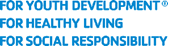 FOR YOUTH DEVELOPMENT®
FOR HEALTHY LIVING
FOR SOCIAL RESPONSIBILITY